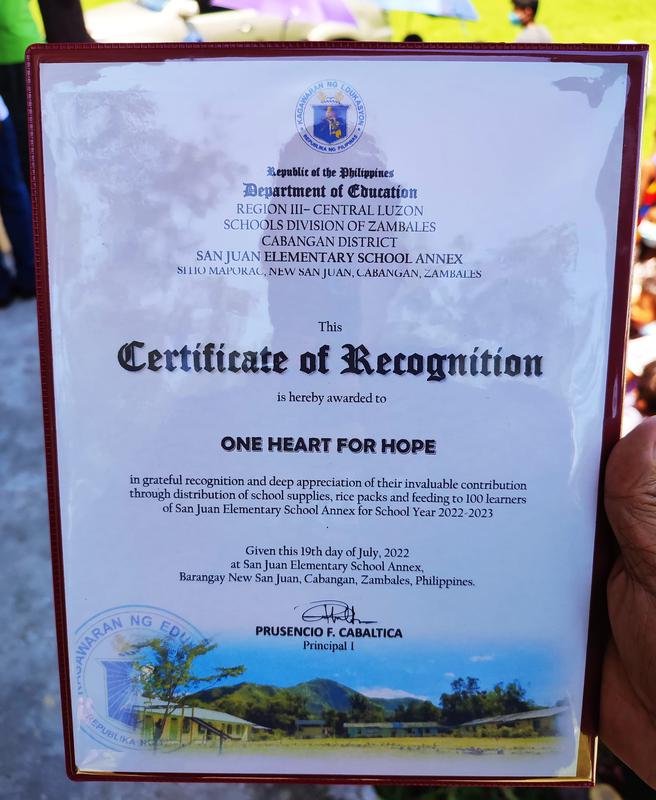 KAGAWARAN NG EDUKASYON
REPUBLIKA NG PILIPINAS
Republic of the Philippines
Department of Education
REGION III– CENTRAL LUZON
SCHOOLS DIVISION OF ZAMBALES
CABANGAN DISTRICT
SAN JUAN ELEMENTARY SCHOOL ANNEX
SITIO MAPORAC, NEW SAN JUAN, CABANGAN, ZAMBALES
This
Certificate of Recognition
is hereby awarded to
ONE HEART FOR HOPE
in grateful recognition and deep appreciation of their invaluable contribution
through distribution of school supplies, rice packs and feeding to 100 learners
of San Juan Elementary School Annex for School Year 2022-2023
.
Given this 19th day of July, 2022
at San Juan Elementary School Annex,
Barangay New San Juan, Cabangan, Zambales, Philippines.
PRUSENCIO F. CABALTICA
Principal I
KAGAWARAN NG EDU
REPUBLIKA NG